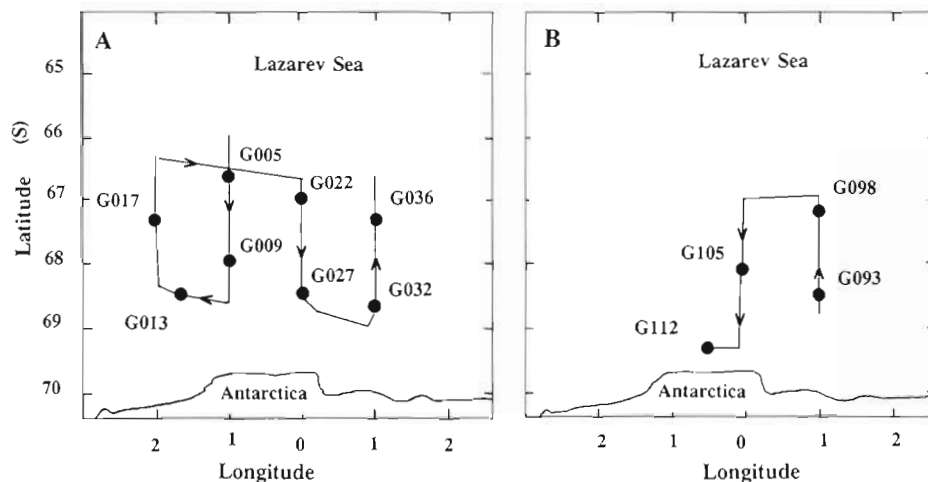 A
Lazarev Sea
65
66
67
68
69
70
Latitude (S)
G005
G017
G022
G036
G009
G027
G032
G013
Antarctica
2 1 0 1 2
Longitude
B
Lazarev Sea
G098
G105
G093
G112
Antarctica
2 1 0 1 2
Longitude